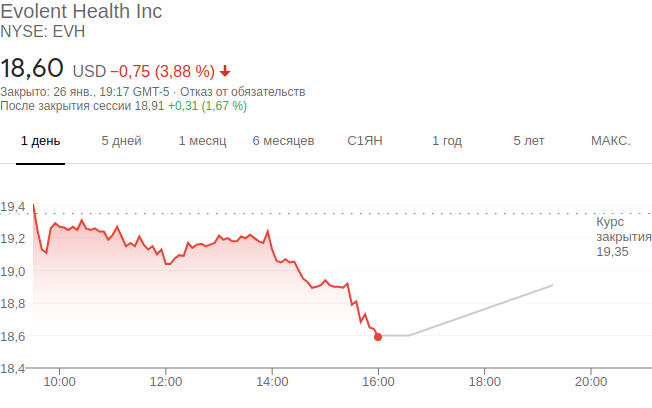 Evolent Health Inc
NYSE: EVH
18,60 USD −0,75 (3,88 %)
Закрыто: 26 янв., 19:17 GMT-5 · Отказ от обязательств
После закрытия сессии 18,91 +0,31 (1,67 %)
1 день 5 дней 1 месяц 6 месяцев С1ЯН 1 год 5 лет МАКС.
19,4
Курс
закрытия
19,35
19,2
19,0
18,8
18,6
18,4
10:00 12:00 14:00 16:00 18:00 20:00